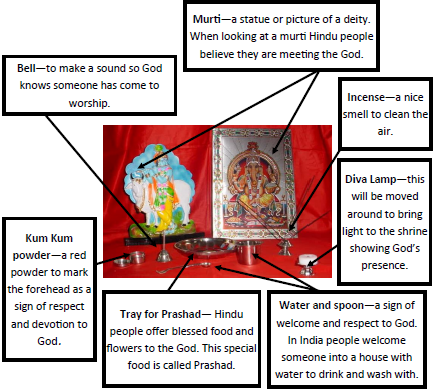 Murti—a statue or picture of a deity.
When looking at a murti Hindu people
believe they are meeting the God.
Bell—to make a sound so God
knows someone has come to
worship.
Incense—a nice
smell to clean the
air.
Diva Lamp—this
will be moved
around to bring
light to the shrine
showing God's
presence.
Kum Kum
powder—a red
powder to mark
the forehead as a
sign of respect
and devotion to
God.
Tray for Prashad— Hindu
people offer blessed food and
flowers to the God. This special
food is called Prashad.
Water and spoon—a sign of
welcome and respect to God.
In India people welcome
someone into a house with
water to drink and wash with.